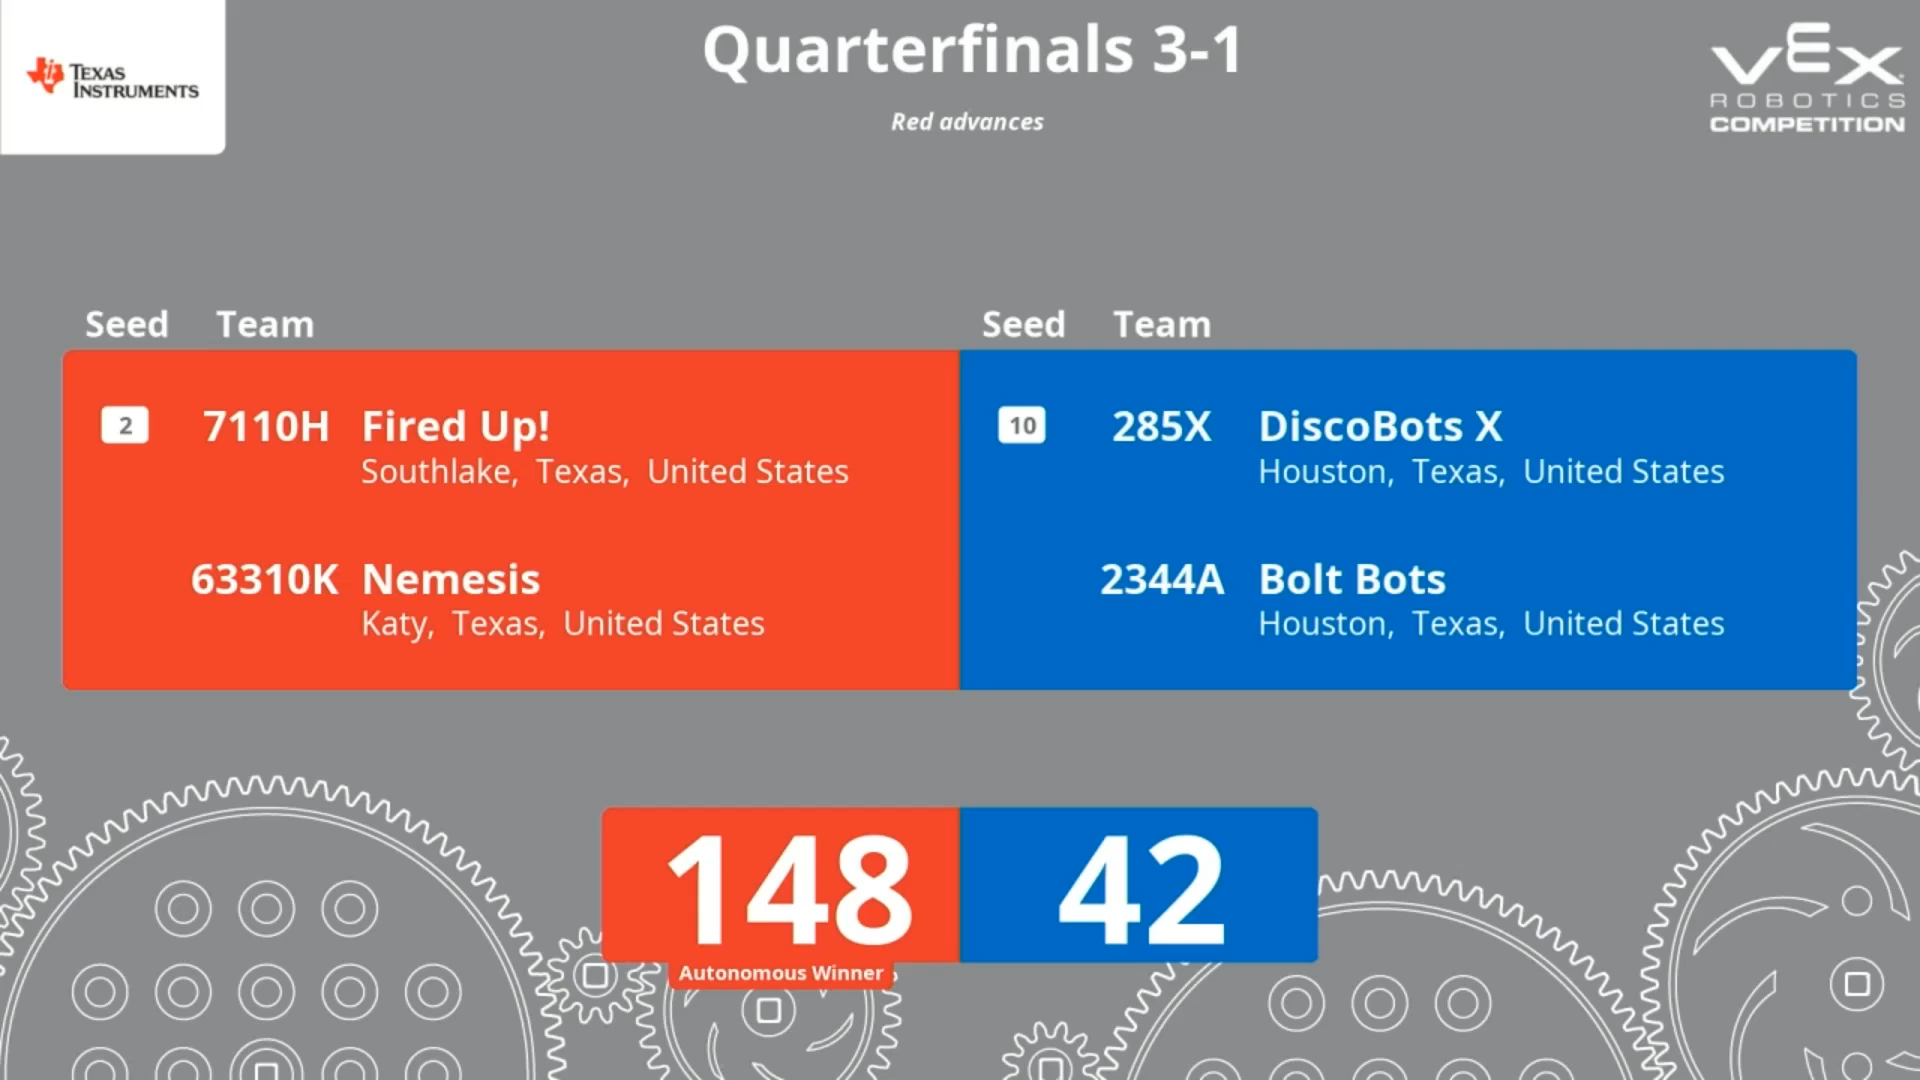 TEXAS
INSTRUMENTS
Quarterfinals 3-1
Red advances
VEX
ROBOTICS
COMPETITION
Seed Team
2 7110H Fired Up!
Southlake, Texas, United States
63310K Nemesis
Katy, Texas, United States
Seed Team
10 285X DiscoBots X
Houston, Texas, United States
2344A Bolt Bots
Houston, Texas, United States
148 42
Autonomous Winner